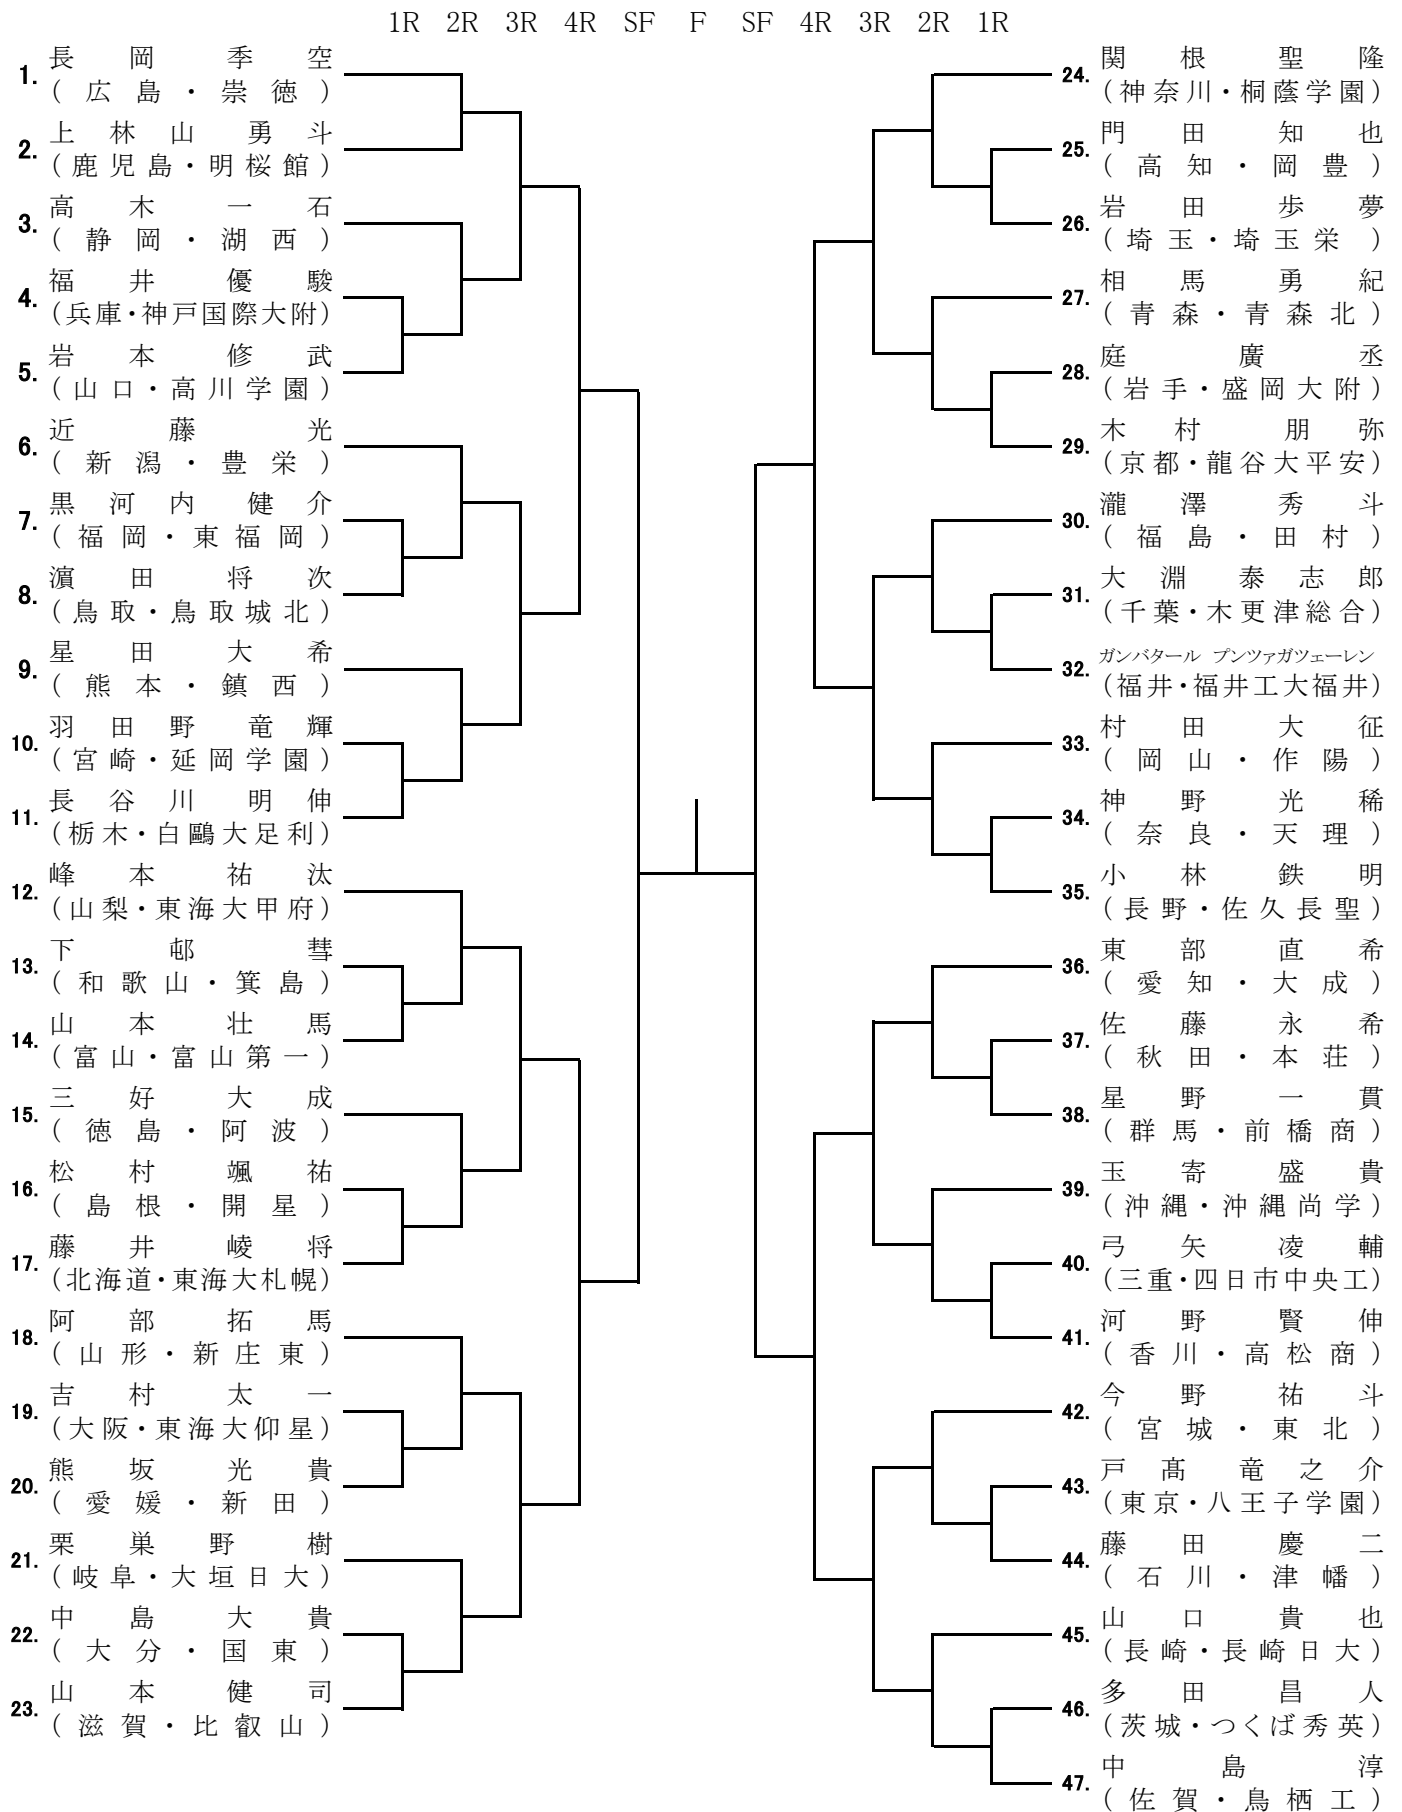 1R 2R 3R 4R SF F SF 4R 3R 2R 1R
1. 長岡季空
(広島・崇徳)
2. 上林山勇斗
(鹿児島・明桜館)
3. 高木一石
(静岡・湖西)
4. 福井優駿
(兵庫・神戸国際大附)
5. 岩本修武
(山口・高川学園)
6. 近藤光
(新潟・豊栄)
7. 黒河内健介
(福岡・東福岡)
8. 濵田将次
(鳥取・鳥取城北)
9. 星田大希
(熊本・鎮西)
10. 羽田野竜輝
(宮崎・延岡学園)
11. 長谷川明伸
(栃木・白鷗大足利)
12. 峰本祐汰
(山梨・東海大甲府)
13. 下邨彗
(和歌山・箕島)
14. 山本壮馬
(富山・富山第一)
15. 三好大成
(徳島・阿波)
16. 松村颯祐
(島根・開星)
17. 藤井崚将
(北海道・東海大札幌)
18. 阿部拓馬
(山形・新庄東)
19. 吉村太一
(大阪・東海大仰星)
20. 熊坂光貴
(愛媛・新田)
21. 栗巣野樹
(岐阜・大垣日大)
22. 中島大貴
(大分・国東)
23. 山本健司
(滋賀・比叡山)
24. 関根聖隆
(神奈川・桐蔭学園)
25. 門田知也
(高知・岡豊)
26. 岩田歩夢
(埼玉・埼玉栄)
27. 相馬勇紀
(青森・青森北)
28. 庭廣丞
(岩手・盛岡大附)
29. 木村朋弥
(京都・龍谷大平安)
30. 瀧澤秀斗
(福島・田村)
31. 大淵泰志郎
(千葉・木更津総合)
32. ガンバタール プンツァガツェーレン
(福井・福井工大福井)
33. 村田大征
(岡山・作陽)
34. 神野光稀
(奈良・天理)
35. 小林鉄明
(長野・佐久長聖)
36. 東部直希
(愛知・大成)
37. 佐藤永希
(秋田・本荘)
38. 星野一貫
(群馬・前橋商)
39. 玉寄盛貴
(沖縄・沖縄尚学)
40. 弓矢凌輔
(三重・四日市中央工)
41. 河野賢伸
(香川・高松商)
42. 今野祐斗
(宮城・東北)
43. 戸髙竜之介
(東京・八王子学園)
44. 藤田慶二
(石川・津幡)
45. 山口貴也
(長崎・長崎日大)
46. 多田昌人
(茨城・つくば秀英)
47. 中島淳
(佐賀・鳥栖工)